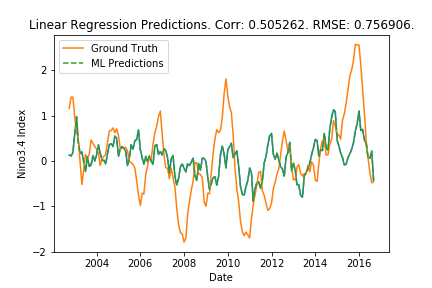 Linear Regression Predictions. Corr: 0.505262. RMSE: 0.756906.
Ground Truth
ML Predictions
Nino3.4 Index
2
1
0
−1
−2
2004 2006 2008 2010 2012 2014 2016
Date